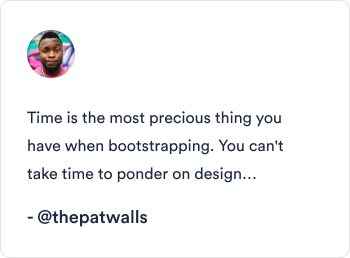 Time is the most precious thing you
have when bootstrapping. You can't
take time to ponder on design…
- @thepatwalls